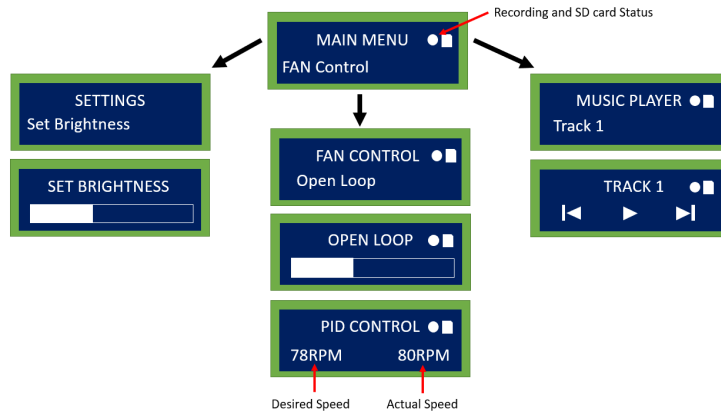 Recording and SD card Status
MAIN MENU
FAN Control
SETTINGS
Set Brightness
SET BRIGHTNESS
FAN CONTROL
Open Loop
OPEN LOOP
PID CONTROL
78RPM 80RPM
Desired Speed Actual Speed
MUSIC PLAYER
Track 1
TRACK 1